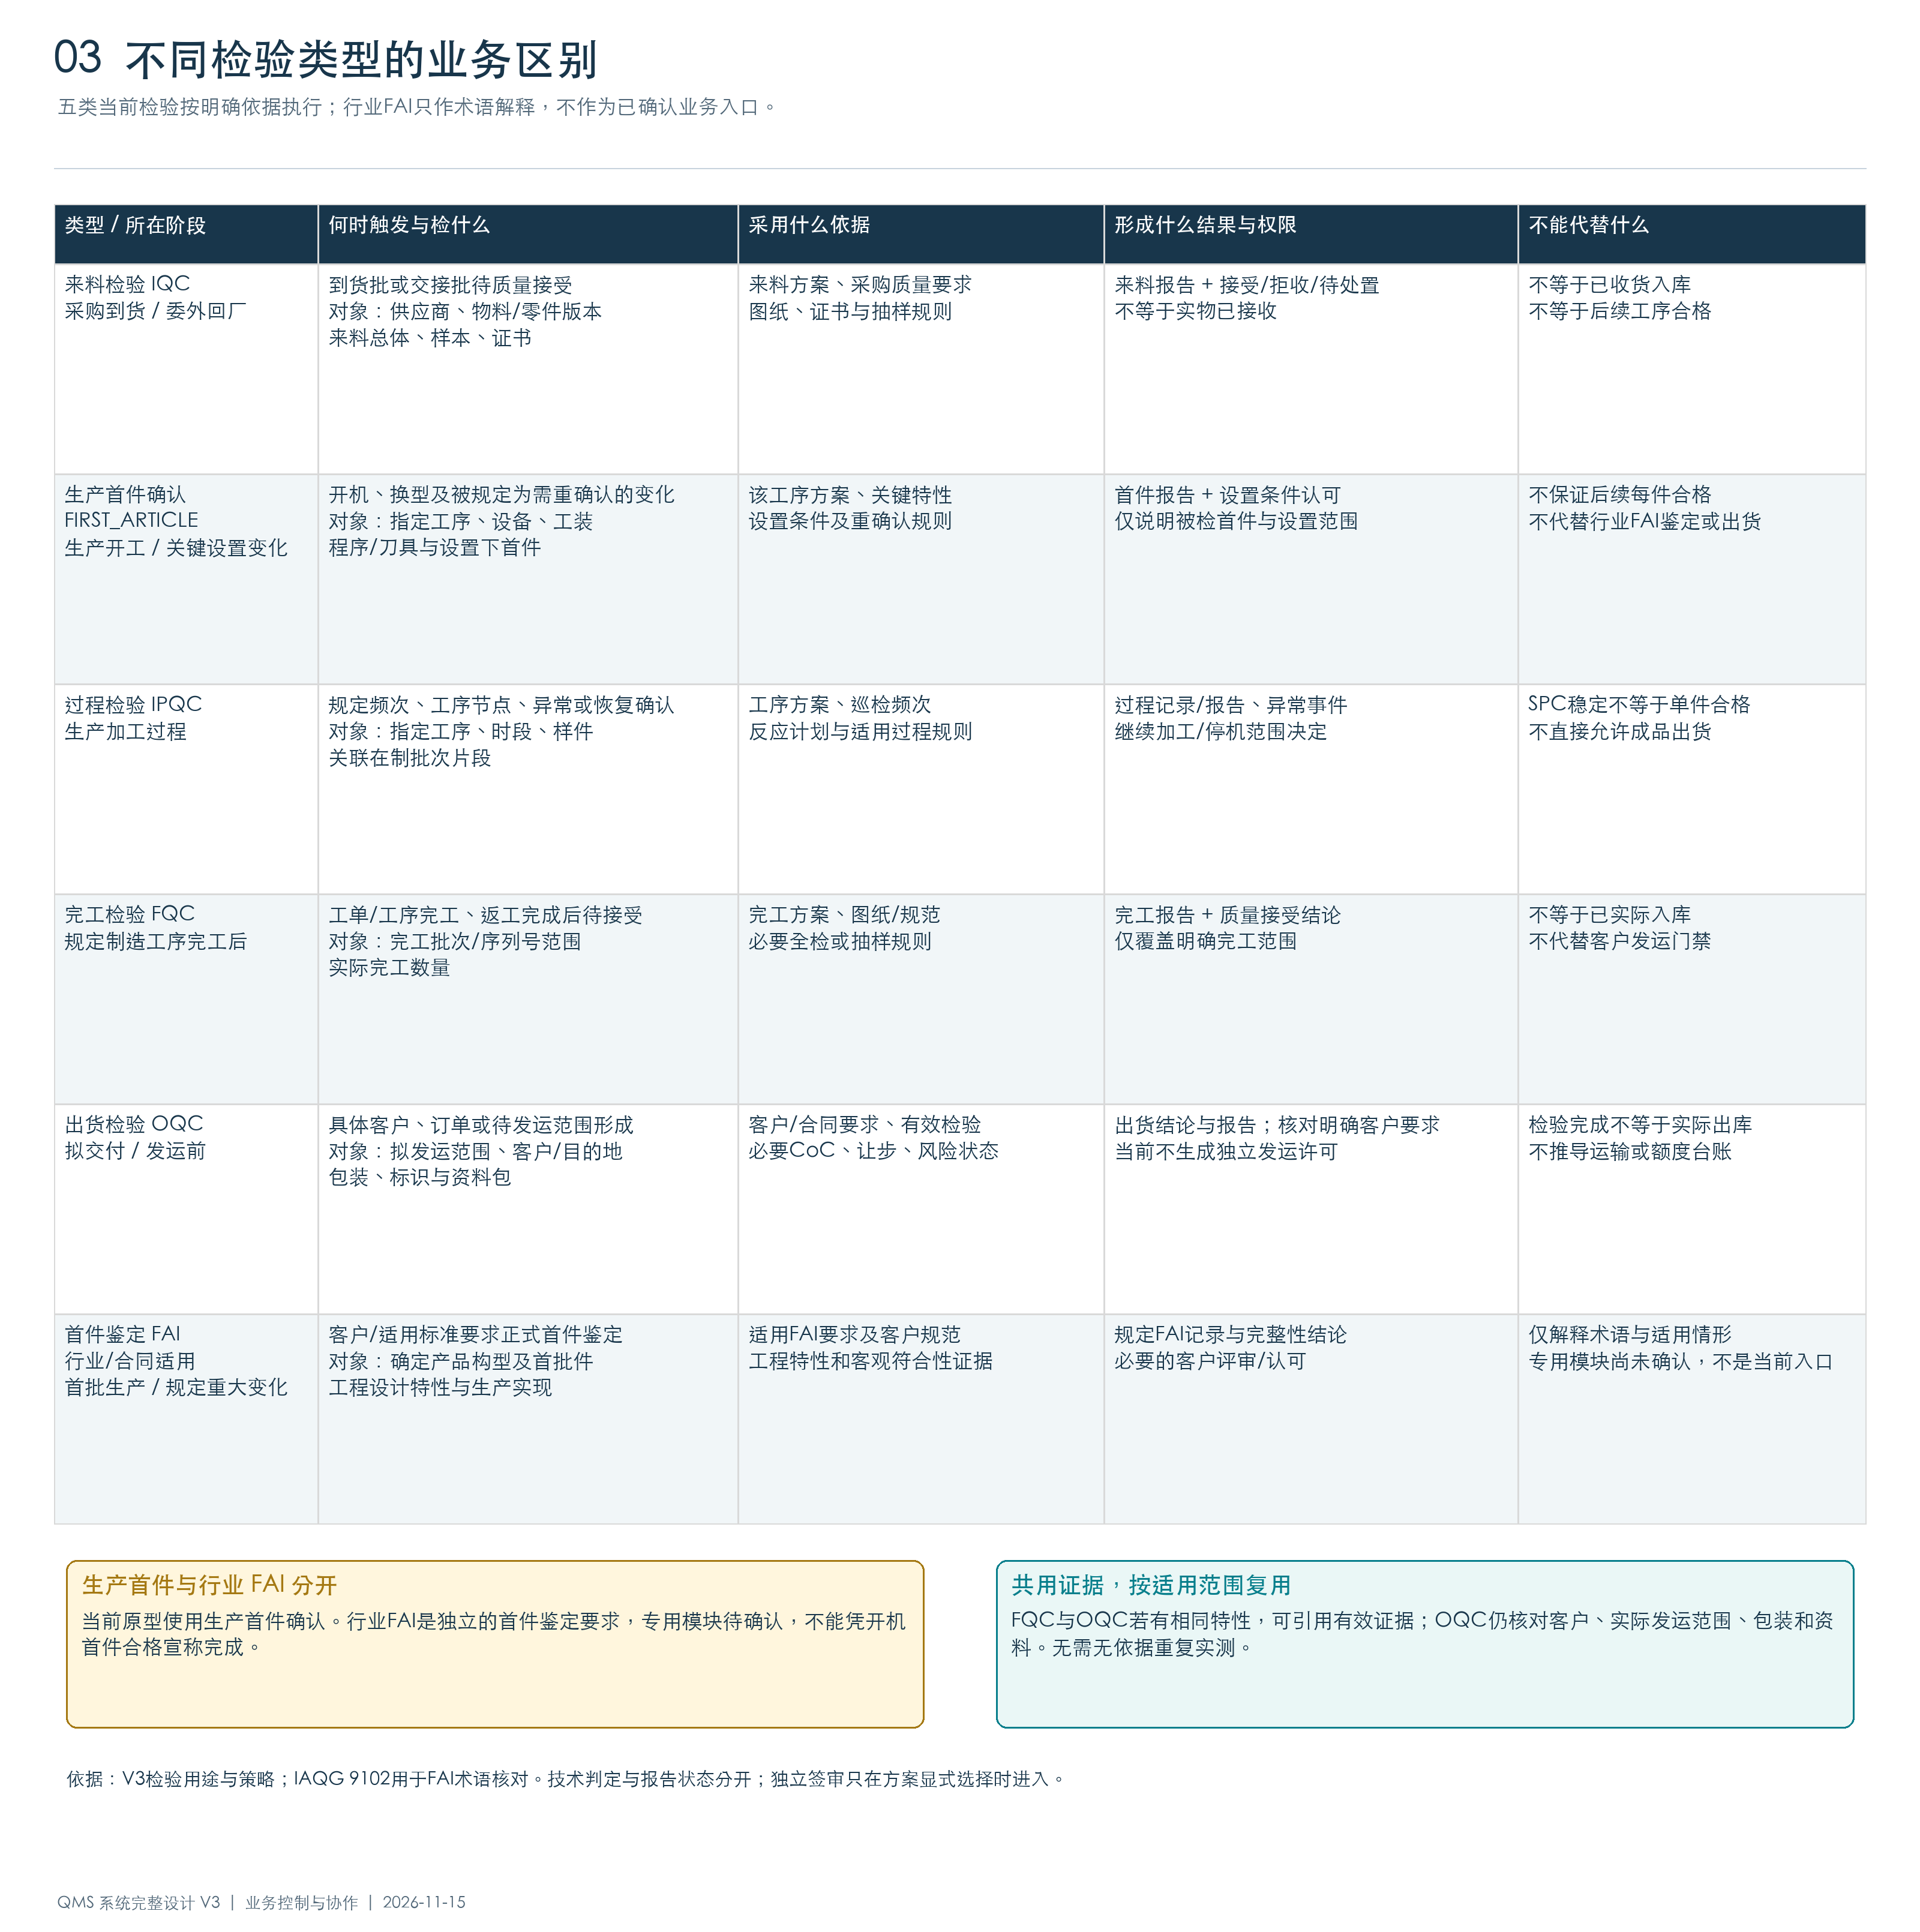 03 不同检验类型的业务区别
五类当前检验按明确依据执行；行业FAI只作术语解释，不作为已确认业务入口。
类型 / 所在阶段
何时触发与检什么
采用什么依据
形成什么结果与权限
不能代替什么
来料检验 IQC
采购到货 / 委外回厂
到货批或交接批待质量接受
对象：供应商、物料/零件版本
来料总体、样本、证书
来料方案、采购质量要求
图纸、证书与抽样规则
来料报告 + 接受/拒收/待处置
不等于实物已接收
不等于已收货入库
不等于后续工序合格
生产首件确认
FIRST_ARTICLE
生产开工 / 关键设置变化
开机、换型及被规定为需重确认的变化
对象：指定工序、设备、工装
程序/刀具与设置下首件
该工序方案、关键特性
设置条件及重确认规则
首件报告 + 设置条件认可
仅说明被检首件与设置范围
不保证后续每件合格
不代替行业FAI鉴定或出货
过程检验 IPQC
生产加工过程
规定频次、工序节点、异常或恢复确认
对象：指定工序、时段、样件
关联在制批次片段
工序方案、巡检频次
反应计划与适用过程规则
过程记录/报告、异常事件
继续加工/停机范围决定
SPC稳定不等于单件合格
不直接允许成品出货
完工检验 FQC
规定制造工序完工后
工单/工序完工、返工完成后待接受
对象：完工批次/序列号范围
实际完工数量
完工方案、图纸/规范
必要全检或抽样规则
完工报告 + 质量接受结论
仅覆盖明确完工范围
不等于已实际入库
不代替客户发运门禁
出货检验 OQC
拟交付 / 发运前
具体客户、订单或待发运范围形成
对象：拟发运范围、客户/目的地
包装、标识与资料包
客户/合同要求、有效检验
必要CoC、让步、风险状态
出货结论与报告；核对明确客户要求
当前不生成独立发运许可
检验完成不等于实际出库
不推导运输或额度台账
首件鉴定 FAI
行业/合同适用
首批生产 / 规定重大变化
客户/适用标准要求正式首件鉴定
对象：确定产品构型及首批件
工程设计特性与生产实现
适用FAI要求及客户规范
工程特性和客观符合性证据
规定FAI记录与完整性结论
必要的客户评审/认可
仅解释术语与适用情形
专用模块尚未确认，不是当前入口
生产首件与行业 FAI 分开
当前原型使用生产首件确认。行业FAI是独立的首件鉴定要求，专用模块待确认，不能凭开机
首件合格宣称完成。
共用证据，按适用范围复用
FQC与OQC若有相同特性，可引用有效证据；OQC仍核对客户、实际发运范围、包装和资
料。无需无依据重复实测。
依据：V3检验用途与策略；IAQG 9102用于FAI术语核对。技术判定与报告状态分开；独立签审只在方案显式选择时进入。
QMS 系统完整设计 V3 | 业务控制与协作 | 2026-11-15